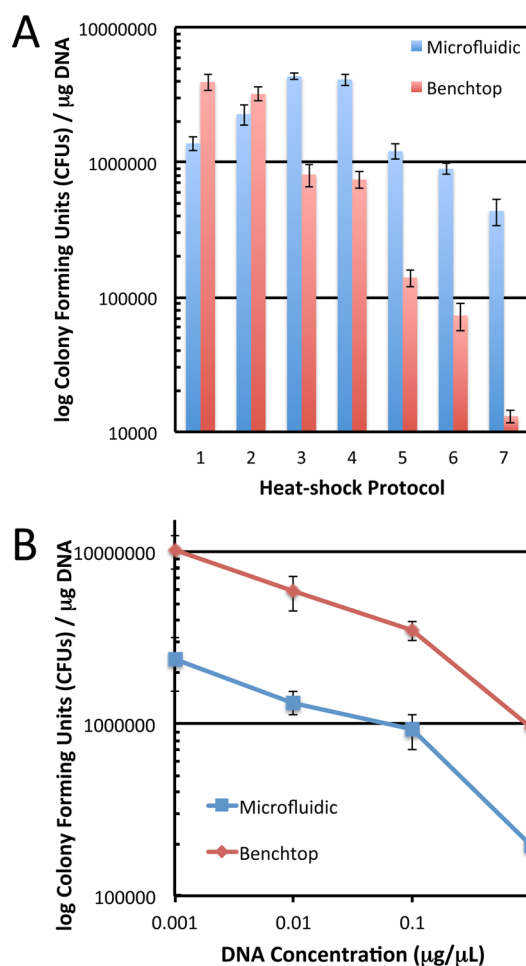 A
log Colony Forming Units (CFUs) / μg DNA
10000000
1000000
100000
10000
Microfluidic
Benchtop
1 2 3 4 5 6 7
Heat-shock Protocol
B
log Colony Forming Units (CFUs) / μg DNA
10000000
1000000
100000
Microfluidic
Benchtop
0.001 0.01 0.1
DNA Concentration (μg/μL)